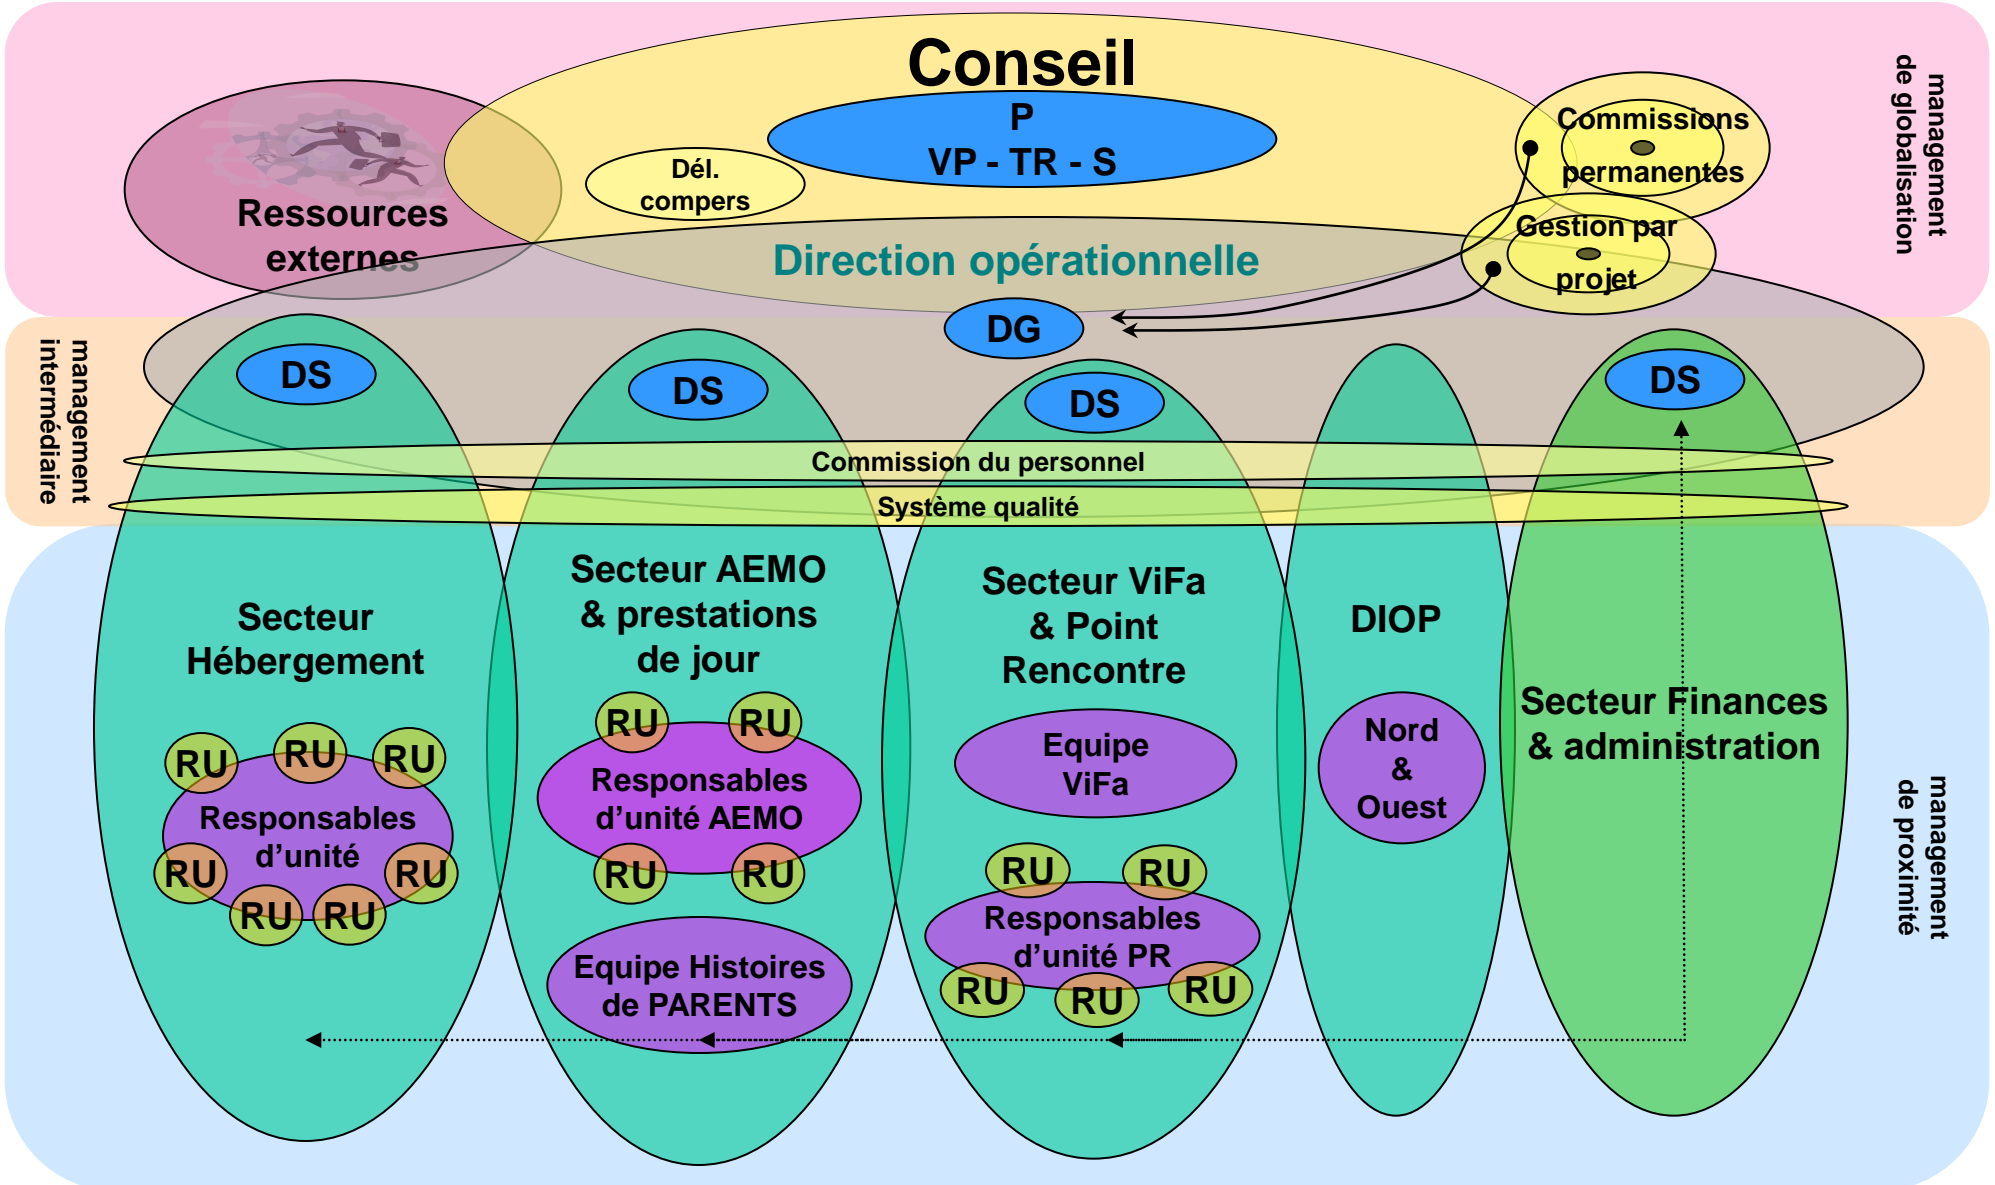 Conseil
P
VP - TR - S
Dél.
compers
Ressources
externes
Commissions
permanentes
Gestion par
projet
management
de globalisation
Direction opérationnelle
DG
management
intermédiaire
DS
DS
DS
DS
Commission du personnel
Système qualité
Secteur
Hébergement
RU
RU
RU
Responsables
d’unité
RU
RU
RU
RU
Secteur AEMO
& prestations
de jour
RU
RU
Responsables
d’unité AEMO
RU
RU
Equipe Histoires
de PARENTS
Secteur ViFa
& Point
Rencontre
Equipe
ViFa
RU
RU
Responsables
d’unité PR
RU
RU
RU
DIOP
Nord
&
Ouest
Secteur Finances
& administration
management
de proximité